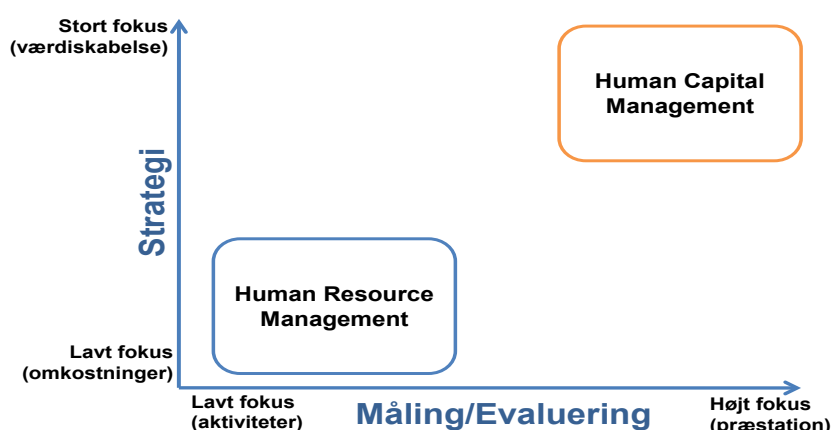 Stort fokus
(værdiskabelse)
Human Capital
Management
Strategi
Human Resource
Management
Lavt fokus
(omkostninger)
Lavt fokus
(aktiviteter)
Måling/Evaluering
Højt fokus
(præstation)